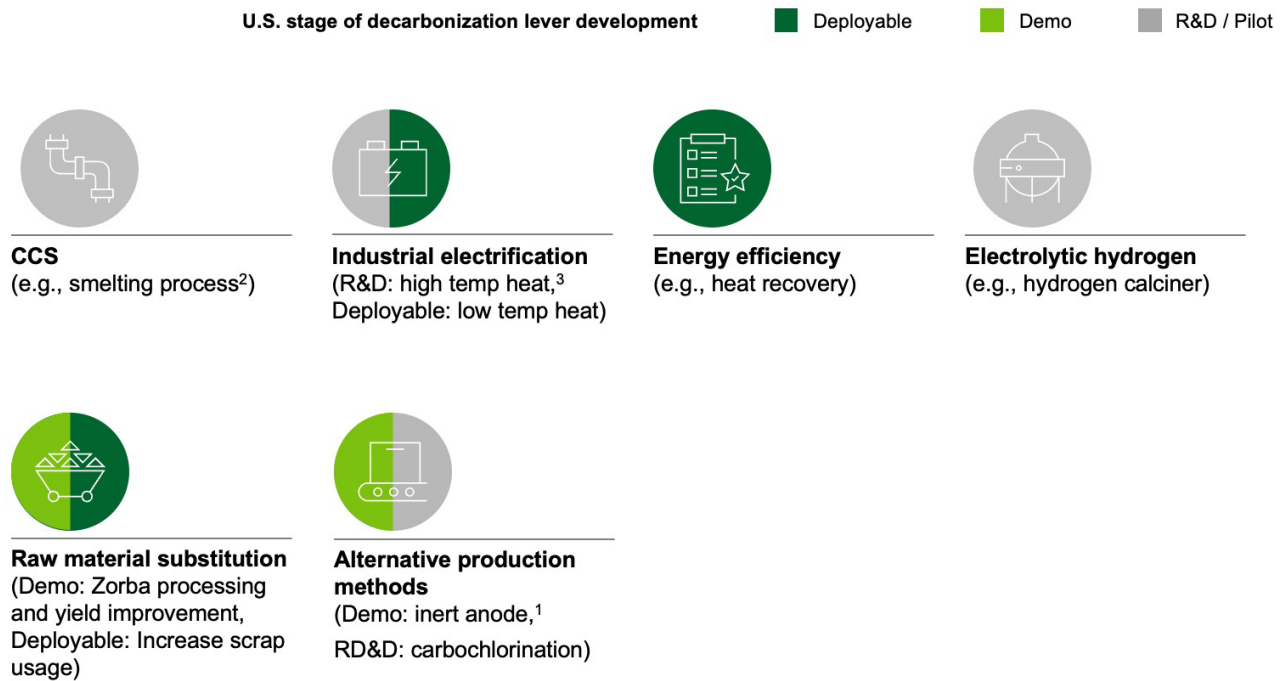 U.S. stage of decarbonization lever development
Deployable
Demo
R&D / Pilot
CCS
(e.g., smelting process²)
Industrial electrification
(R&D: high temp heat,³
Deployable: low temp heat)
Energy efficiency
(e.g., heat recovery)
Electrolytic hydrogen
(e.g., hydrogen calciner)
Raw material substitution
(Demo: Zorba processing
and yield improvement,
Deployable: Increase scrap
usage)
Alternative production
methods
(Demo: inert anode,¹
RD&D: carbochlorination)